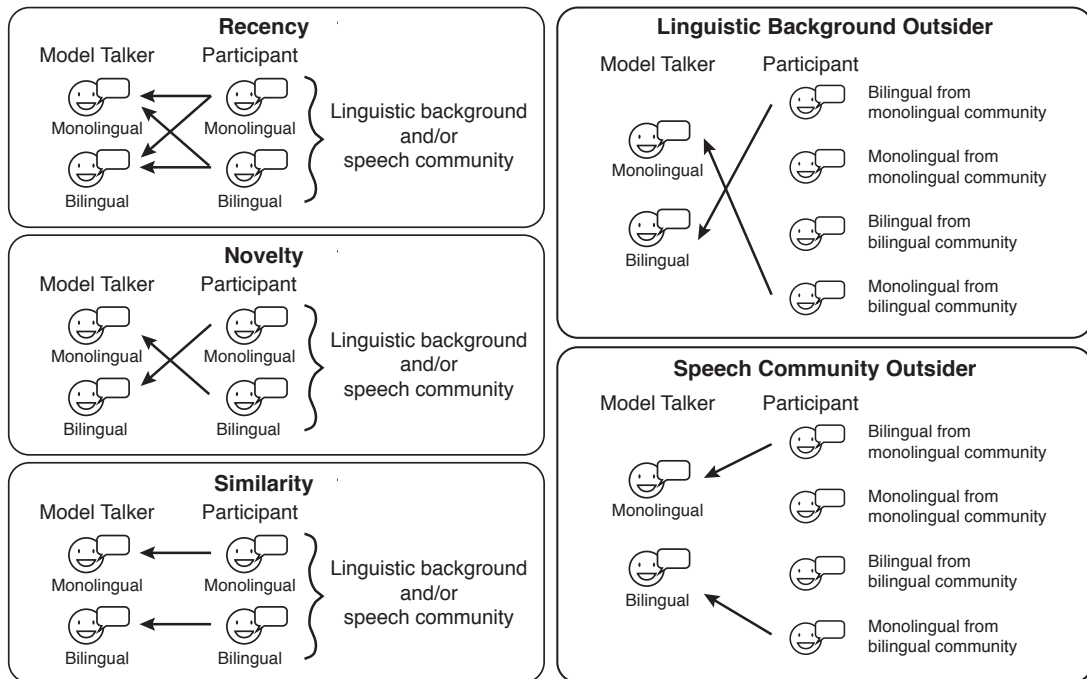 Recency
Model Talker Participant
Monolingual Monolingual
Bilingual Bilingual
Linguistic background
and/or
speech community
Novelty
Model Talker Participant
Monolingual Monolingual
Bilingual Bilingual
Linguistic background
and/or
speech community
Similarity
Model Talker Participant
Monolingual Monolingual
Bilingual Bilingual
Linguistic background
and/or
speech community
Linguistic Background Outsider
Model Talker Participant
Monolingual
Bilingual
Bilingual from
monolingual community
Monolingual from
monolingual community
Bilingual from
bilingual community
Monolingual from
bilingual community
Speech Community Outsider
Model Talker Participant
Monolingual
Bilingual
Bilingual from
monolingual community
Monolingual from
monolingual community
Bilingual from
bilingual community
Monolingual from
bilingual community